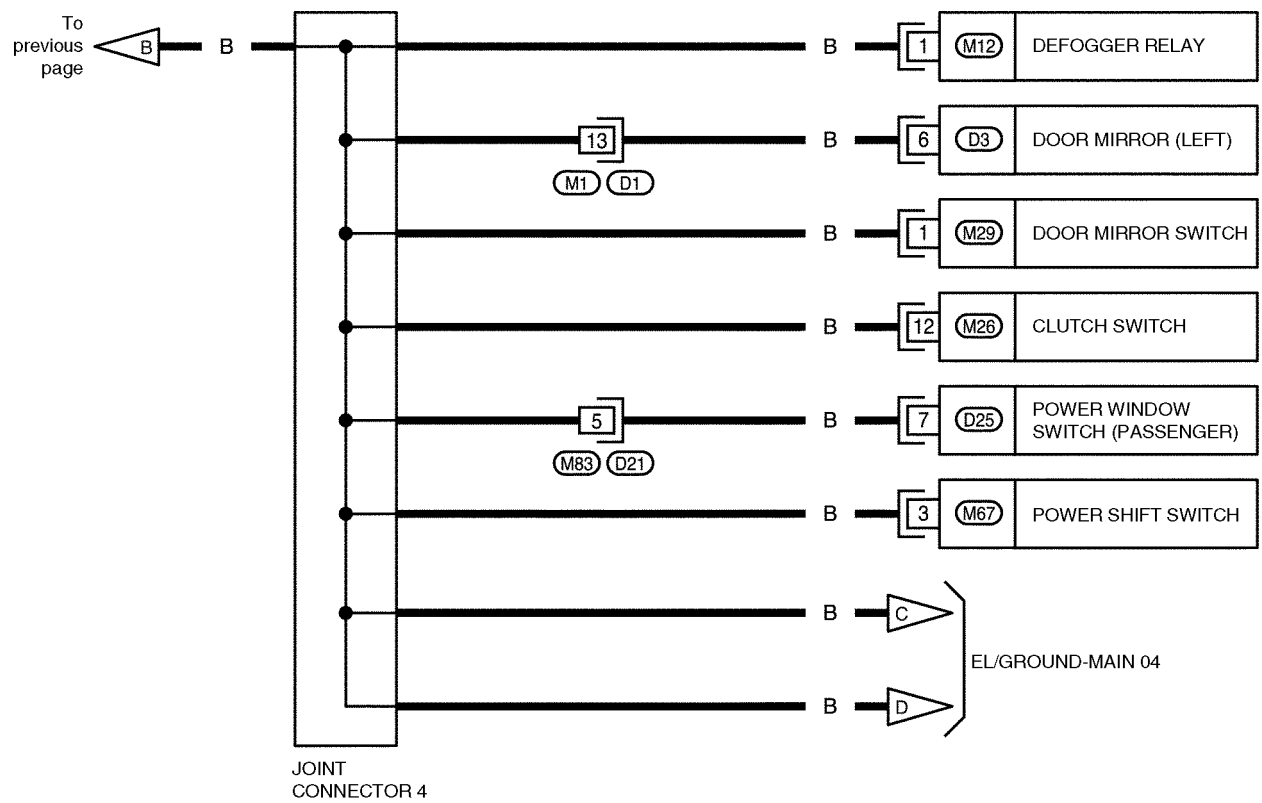 To
previous
page
B
B
B
1
M12
DEFOGGER RELAY
13
M1
D1
B
6
D3
DOOR MIRROR (LEFT)
B
1
M29
DOOR MIRROR SWITCH
B
12
M26
CLUTCH SWITCH
5
M83
D21
B
7
D25
POWER WINDOW
SWITCH (PASSENGER)
B
3
M67
POWER SHIFT SWITCH
B
C
EL/GROUND-MAIN 04
B
D
JOINT
CONNECTOR 4